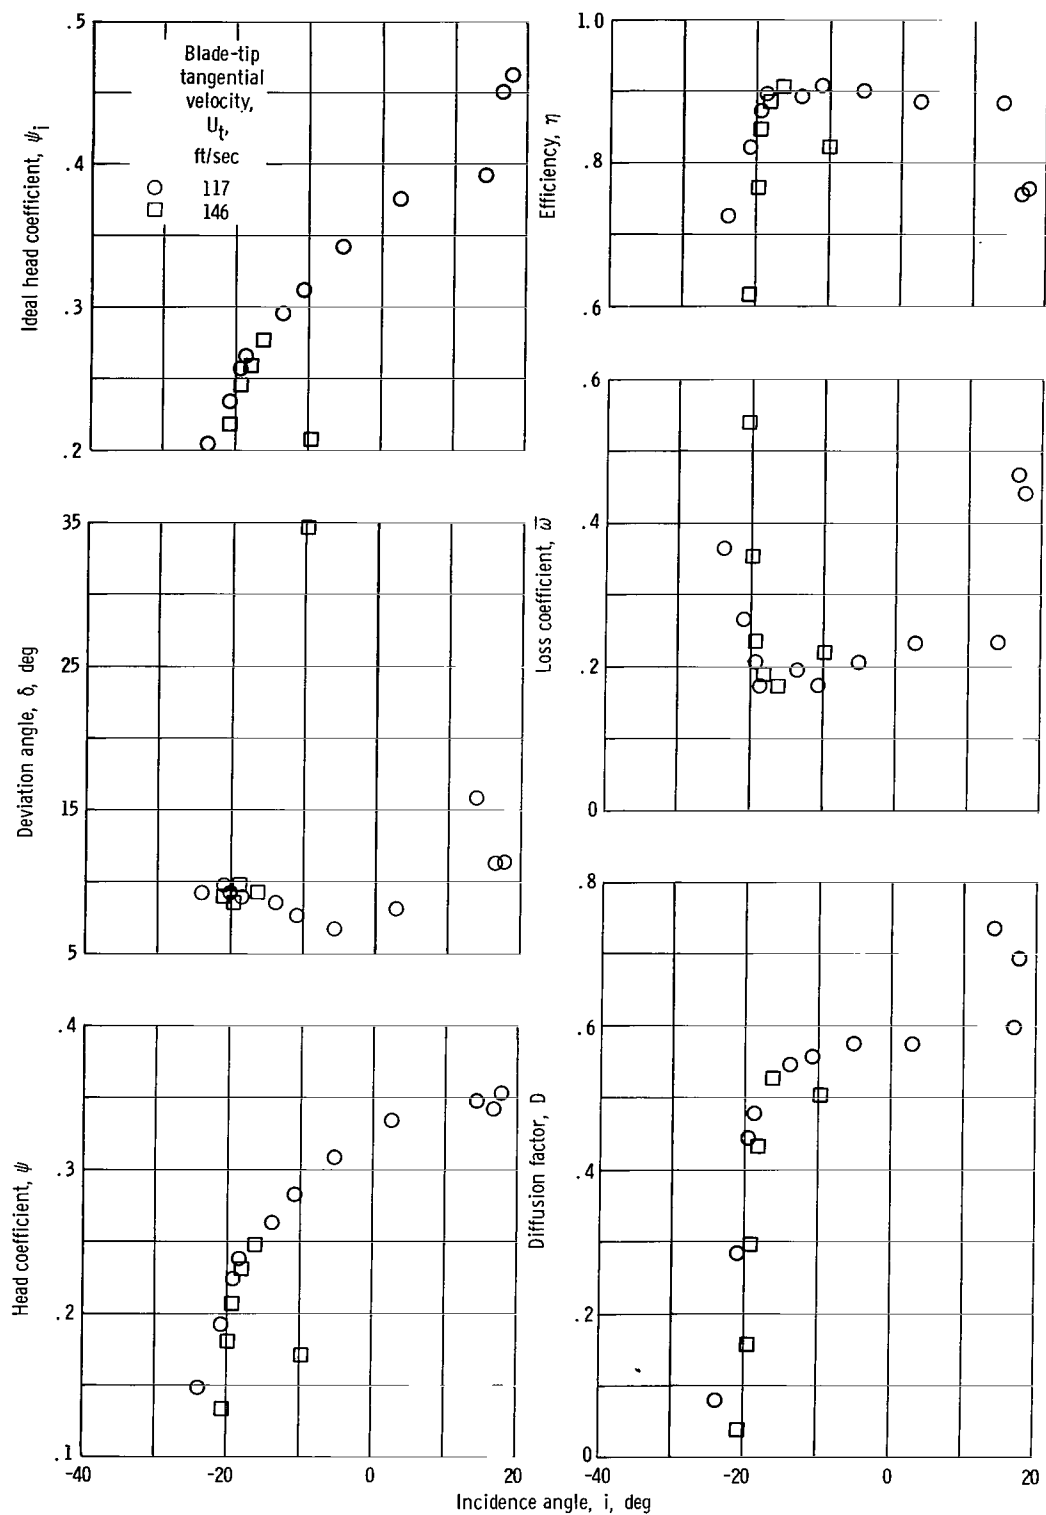 .5
.4
.3
.2
Ideal head coefficient, ψi
Blade-tip
tangential
velocity,
Ut,
ft/sec
117
146
1.0
.8
.6
Efficiency, η
35
25
15
5
Deviation angle, δ, deg
.6
.4
.2
0
Loss coefficient, ω̅
.4
.3
.2
.1
Head coefficient, ψ
-40 -20 0 20
.8
.6
.4
.2
0
Diffusion factor, D
-40 -20 0 20
Incidence angle, i, deg